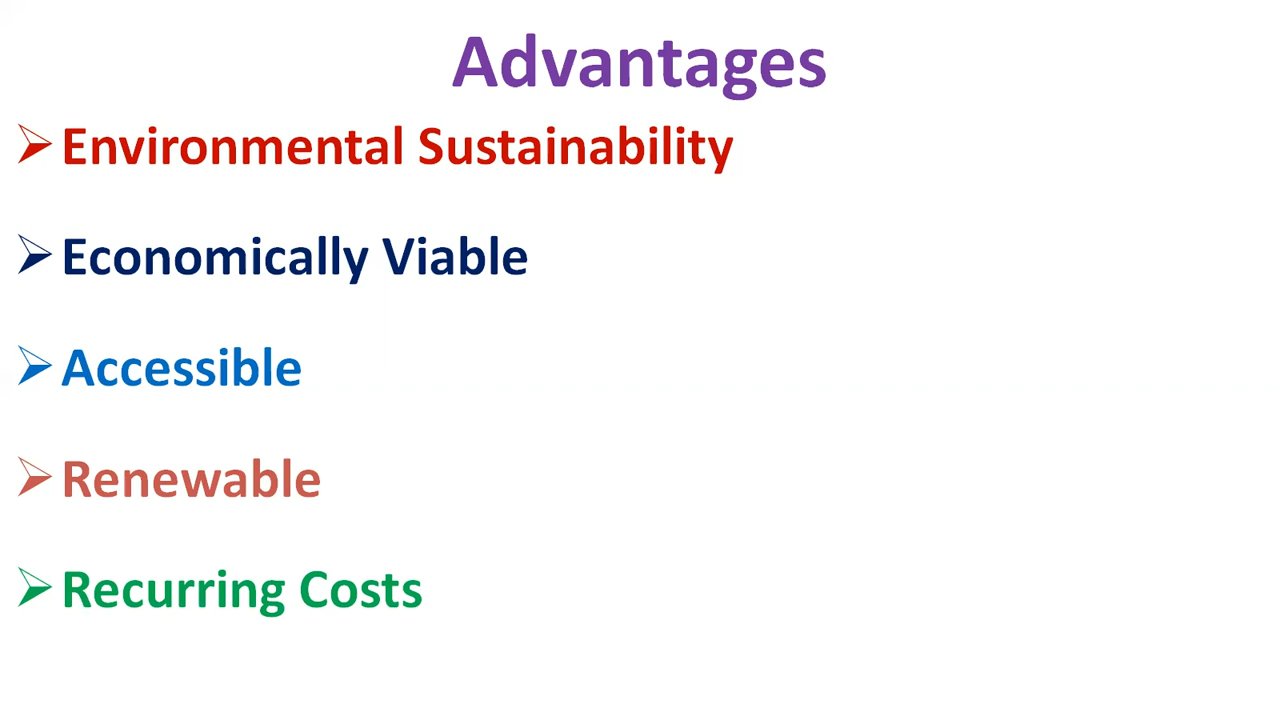 Advantages
➢ Environmental Sustainability
➢ Economically Viable
➢ Accessible
➢ Renewable
➢ Recurring Costs